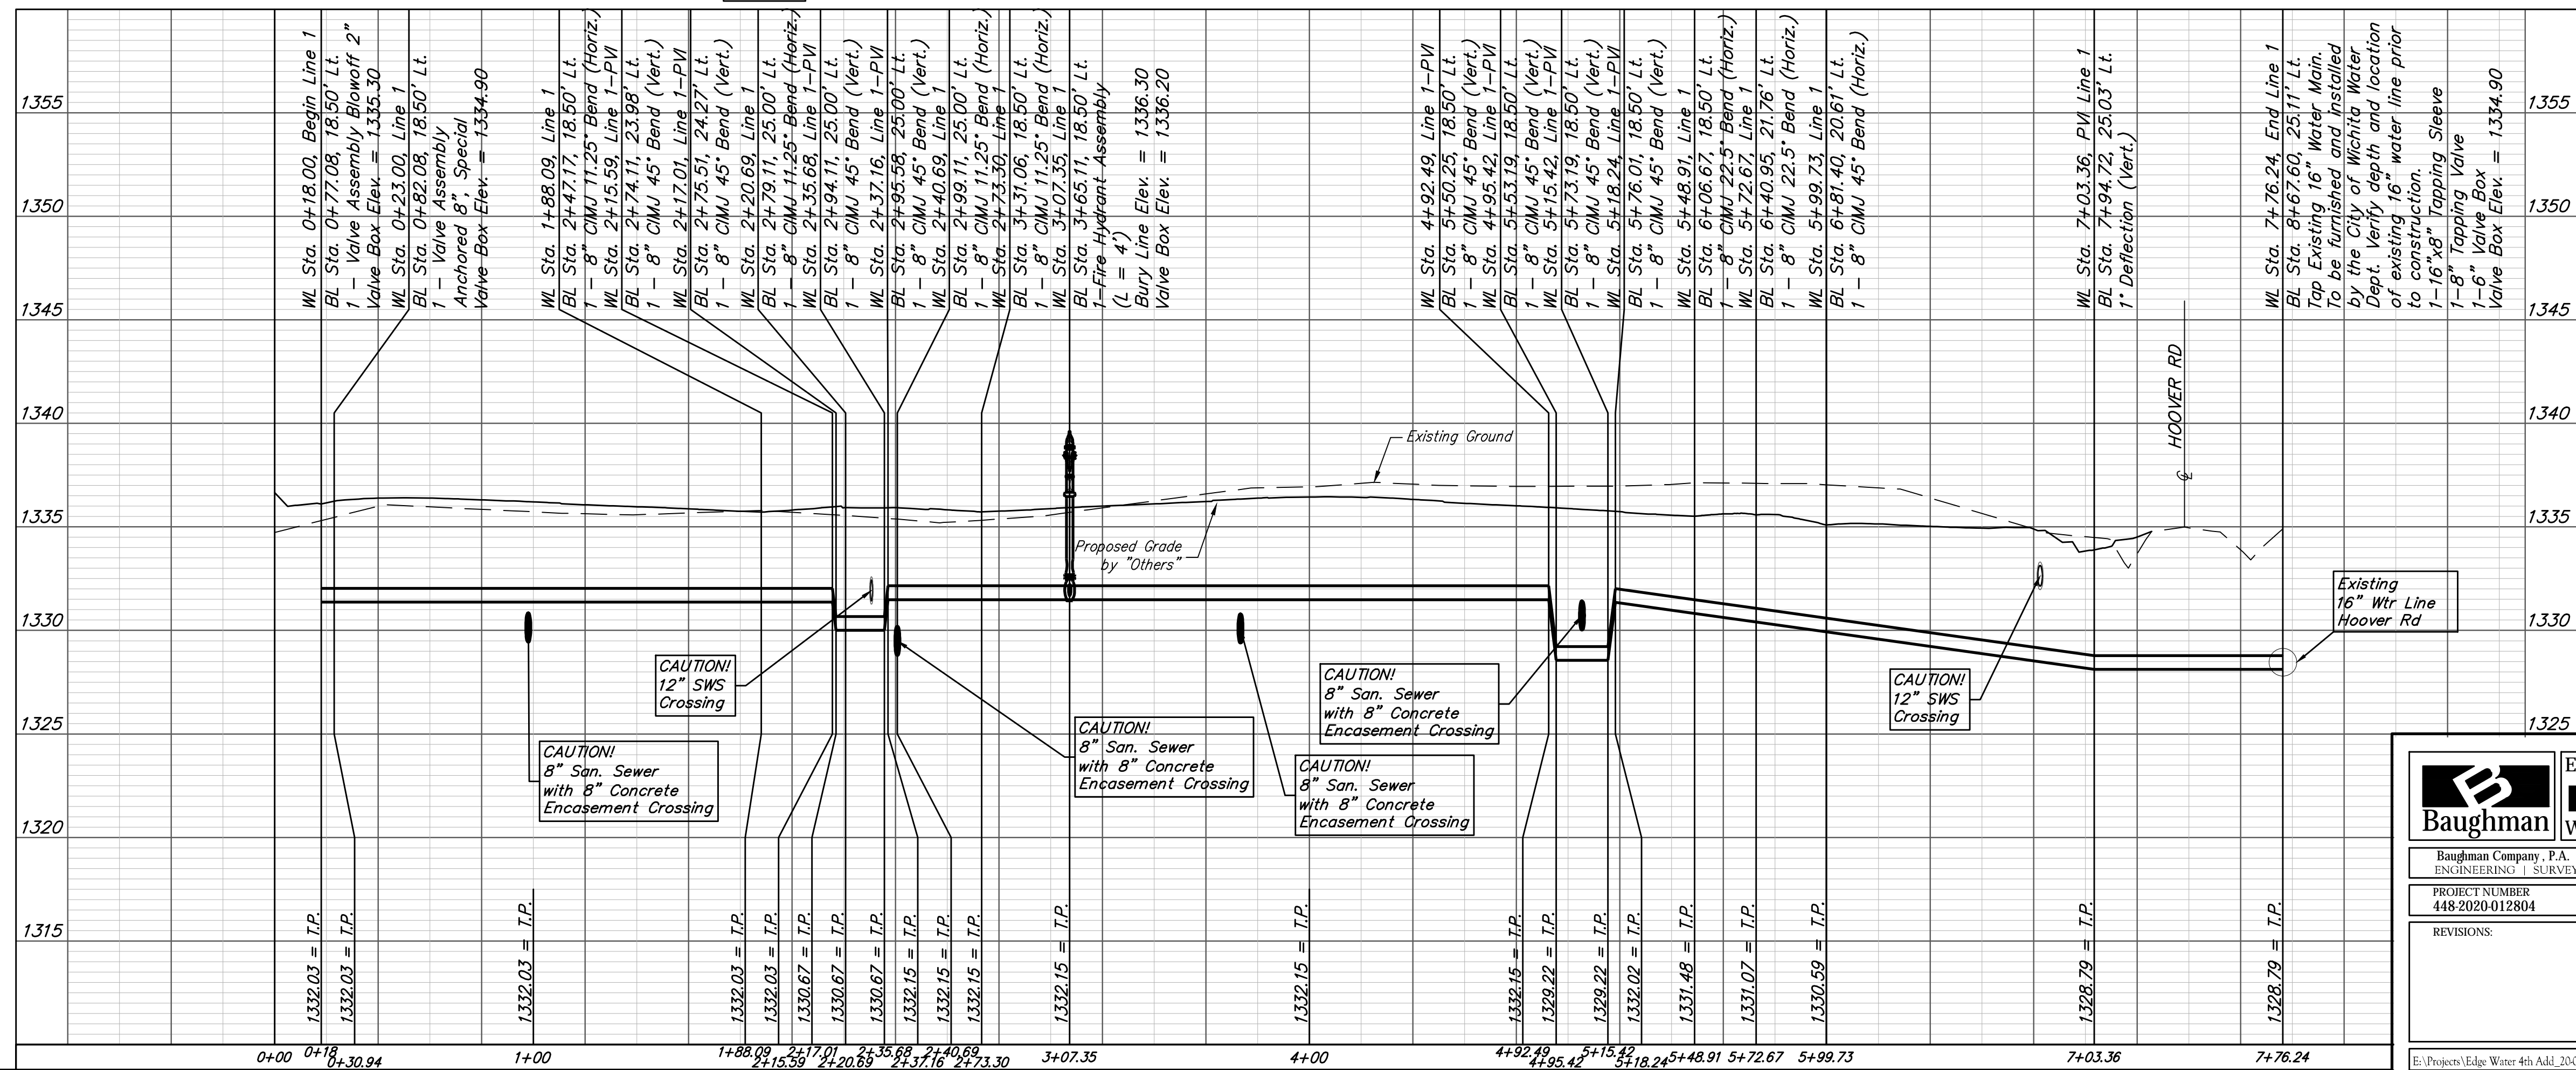 WL Sta. 0+18.00, Begin Line 1
BL Sta. 0+77.08, 18.50' Lt.
1 - Valve Assembly Blowoff 2"
Valve Box Elev. = 1335.30
WL Sta. 0+23.00, Line 1
BL Sta. 0+82.08, 18.50' Lt.
1 - Valve Assembly
Anchored 8", Special
Valve Box Elev. = 1334.90
WL Sta. 1+88.09, Line 1
BL Sta. 2+47.17, 18.50' Lt.
1 - 8" CIMJ 11.25° Bend (Horiz.)
WL Sta. 2+15.59, Line 1-PVI
BL Sta. 2+74.11, 23.98' Lt.
1 - 8" CIMJ 45° Bend (Vert.)
WL Sta. 2+17.01, Line 1-PVI
BL Sta. 2+75.51, 24.27' Lt.
1 - 8" CIMJ 45° Bend (Vert.)
WL Sta. 2+20.69, Line 1
BL Sta. 2+79.11, 25.00' Lt.
1 - 8" CIMJ 11.25° Bend (Horiz.)
WL Sta. 2+35.68, Line 1-PVI
BL Sta. 2+94.11, 25.00' Lt.
1 - 8" CIMJ 45° Bend (Vert.)
WL Sta. 2+37.16, Line 1-PVI
BL Sta. 2+95.58, 25.00' Lt.
1 - 8" CIMJ 45° Bend (Vert.)
WL Sta. 2+40.69, Line 1
BL Sta. 2+99.11, 25.00' Lt.
1 - 8" CIMJ 11.25° Bend (Horiz.)
WL Sta. 2+73.30, Line 1
BL Sta. 3+31.06, 18.50' Lt.
1 - 8" CIMJ 11.25° Bend (Horiz.)
WL Sta. 3+07.35, Line 1
BL Sta. 3+65.11, 18.50' Lt.
1-Fire Hydrant Assembly
(L = 4')
Bury Line Elev. = 1336.30
Valve Box Elev. = 1336.20
WL Sta. 4+92.49, Line 1-PVI
BL Sta. 5+50.25, 18.50' Lt.
1 - 8" CIMJ 45° Bend (Vert.)
WL Sta. 4+95.42, Line 1-PVI
BL Sta. 5+53.19, 18.50' Lt.
1 - 8" CIMJ 45° Bend (Vert.)
WL Sta. 5+15.42, Line 1-PVI
BL Sta. 5+73.19, 18.50' Lt.
1 - 8" CIMJ 45° Bend (Vert.)
WL Sta. 5+18.24, Line 1-PVI
BL Sta. 5+76.01, 18.50' Lt.
1 - 8" CIMJ 45° Bend (Vert.)
WL Sta. 5+48.91, Line 1
BL Sta. 6+06.67, 18.50' Lt.
1 - 8" CIMJ 22.5° Bend (Horiz.)
WL Sta. 5+72.67, Line 1
BL Sta. 6+40.95, 21.76' Lt.
1 - 8" CIMJ 22.5° Bend (Horiz.)
WL Sta. 5+99.73, Line 1
BL Sta. 6+81.40, 20.61' Lt.
1 - 8" CIMJ 45° Bend (Horiz.)
WL Sta. 7+03.36, PVI Line 1
BL Sta. 7+94.72, 25.03' Lt.
1° Deflection (Vert.)
HOOVER RD
WL Sta. 7+76.24, End Line 1
BL Sta. 8+67.60, 25.11' Lt.
Tap Existing 16" Water Main.
To be furnished and installed
by the City of Wichita Water
Dept. Verify depth and location
of existing 16" water line prior
to construction.
1-16"x8" Tapping Sleeve
1-8" Tapping Valve
1-6" Valve Box
Valve Box Elev. = 1334.90
1355
1350
1345
1340
1335
1330
1325
1320
1315
1355
1350
1345
1340
1335
1330
1325
Existing Ground
Proposed Grade
by "Others"
Existing
16" Wtr Line
Hoover Rd
CAUTION!
12" SWS
Crossing
CAUTION!
8" San. Sewer
with 8" Concrete
Encasement Crossing
CAUTION!
8" San. Sewer
with 8" Concrete
Encasement Crossing
CAUTION!
8" San. Sewer
with 8" Concrete
Encasement Crossing
CAUTION!
8" San. Sewer
with 8" Concrete
Encasement Crossing
CAUTION!
12" SWS
Crossing
1332.03 = T.P.
1332.03 = T.P.
1332.03 = T.P.
1332.03 = T.P.
1332.03 = T.P.
1330.67 = T.P.
1330.67 = T.P.
1330.67 = T.P.
1332.15 = T.P.
1332.15 = T.P.
1332.15 = T.P.
1332.15 = T.P.
1332.15 = T.P.
1332.15 = T.P.
1329.22 = T.P.
1329.22 = T.P.
1332.02 = T.P.
1331.48 = T.P.
1331.07 = T.P.
1330.59 = T.P.
1328.79 = T.P.
1328.79 = T.P.
0+00
0+18
0+30.94
1+00
1+88.09
2+15.59
2+17.01
2+20.69
2+35.68
2+37.16
2+40.69
2+73.30
3+07.35
4+00
4+92.49
4+95.42
5+15.42
5+18.24
5+48.91
5+72.67
5+99.73
7+03.36
7+76.24
B
Baughman
E
W
Baughman Company, P.A.
ENGINEERING | SURVEY
PROJECT NUMBER
448-2020-012804
REVISIONS:
E:\Projects\Edge Water 4th Add_20-0